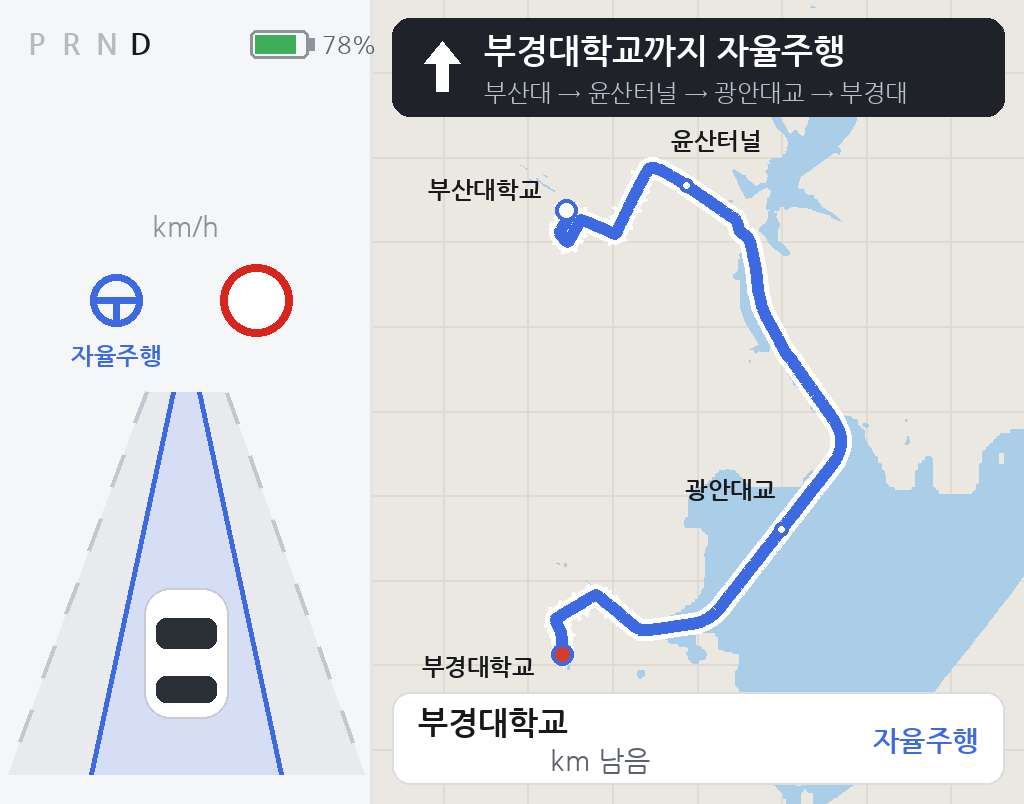 P R N D
78%
km/h
자율주행
부경대학교까지 자율주행
부산대 → 윤산터널 → 광안대교 → 부경대
윤산터널
부산대학교
광안대교
부경대학교
부경대학교
km 남음
자율주행